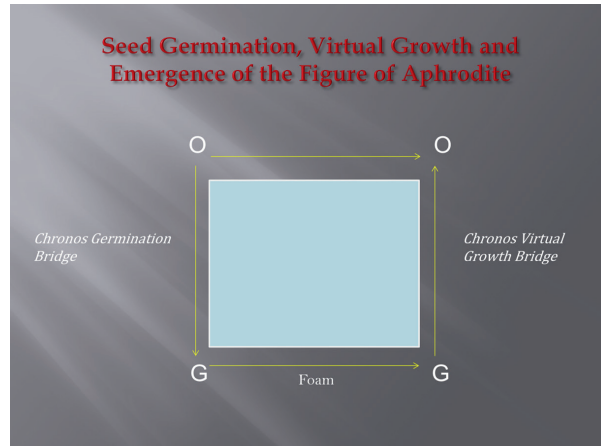 Seed Germination, Virtual Growth and
Emergence of the Figure of Aphrodite
O
O
Chronos Germination
Bridge
Chronos Virtual
Growth Bridge
G
Foam
G